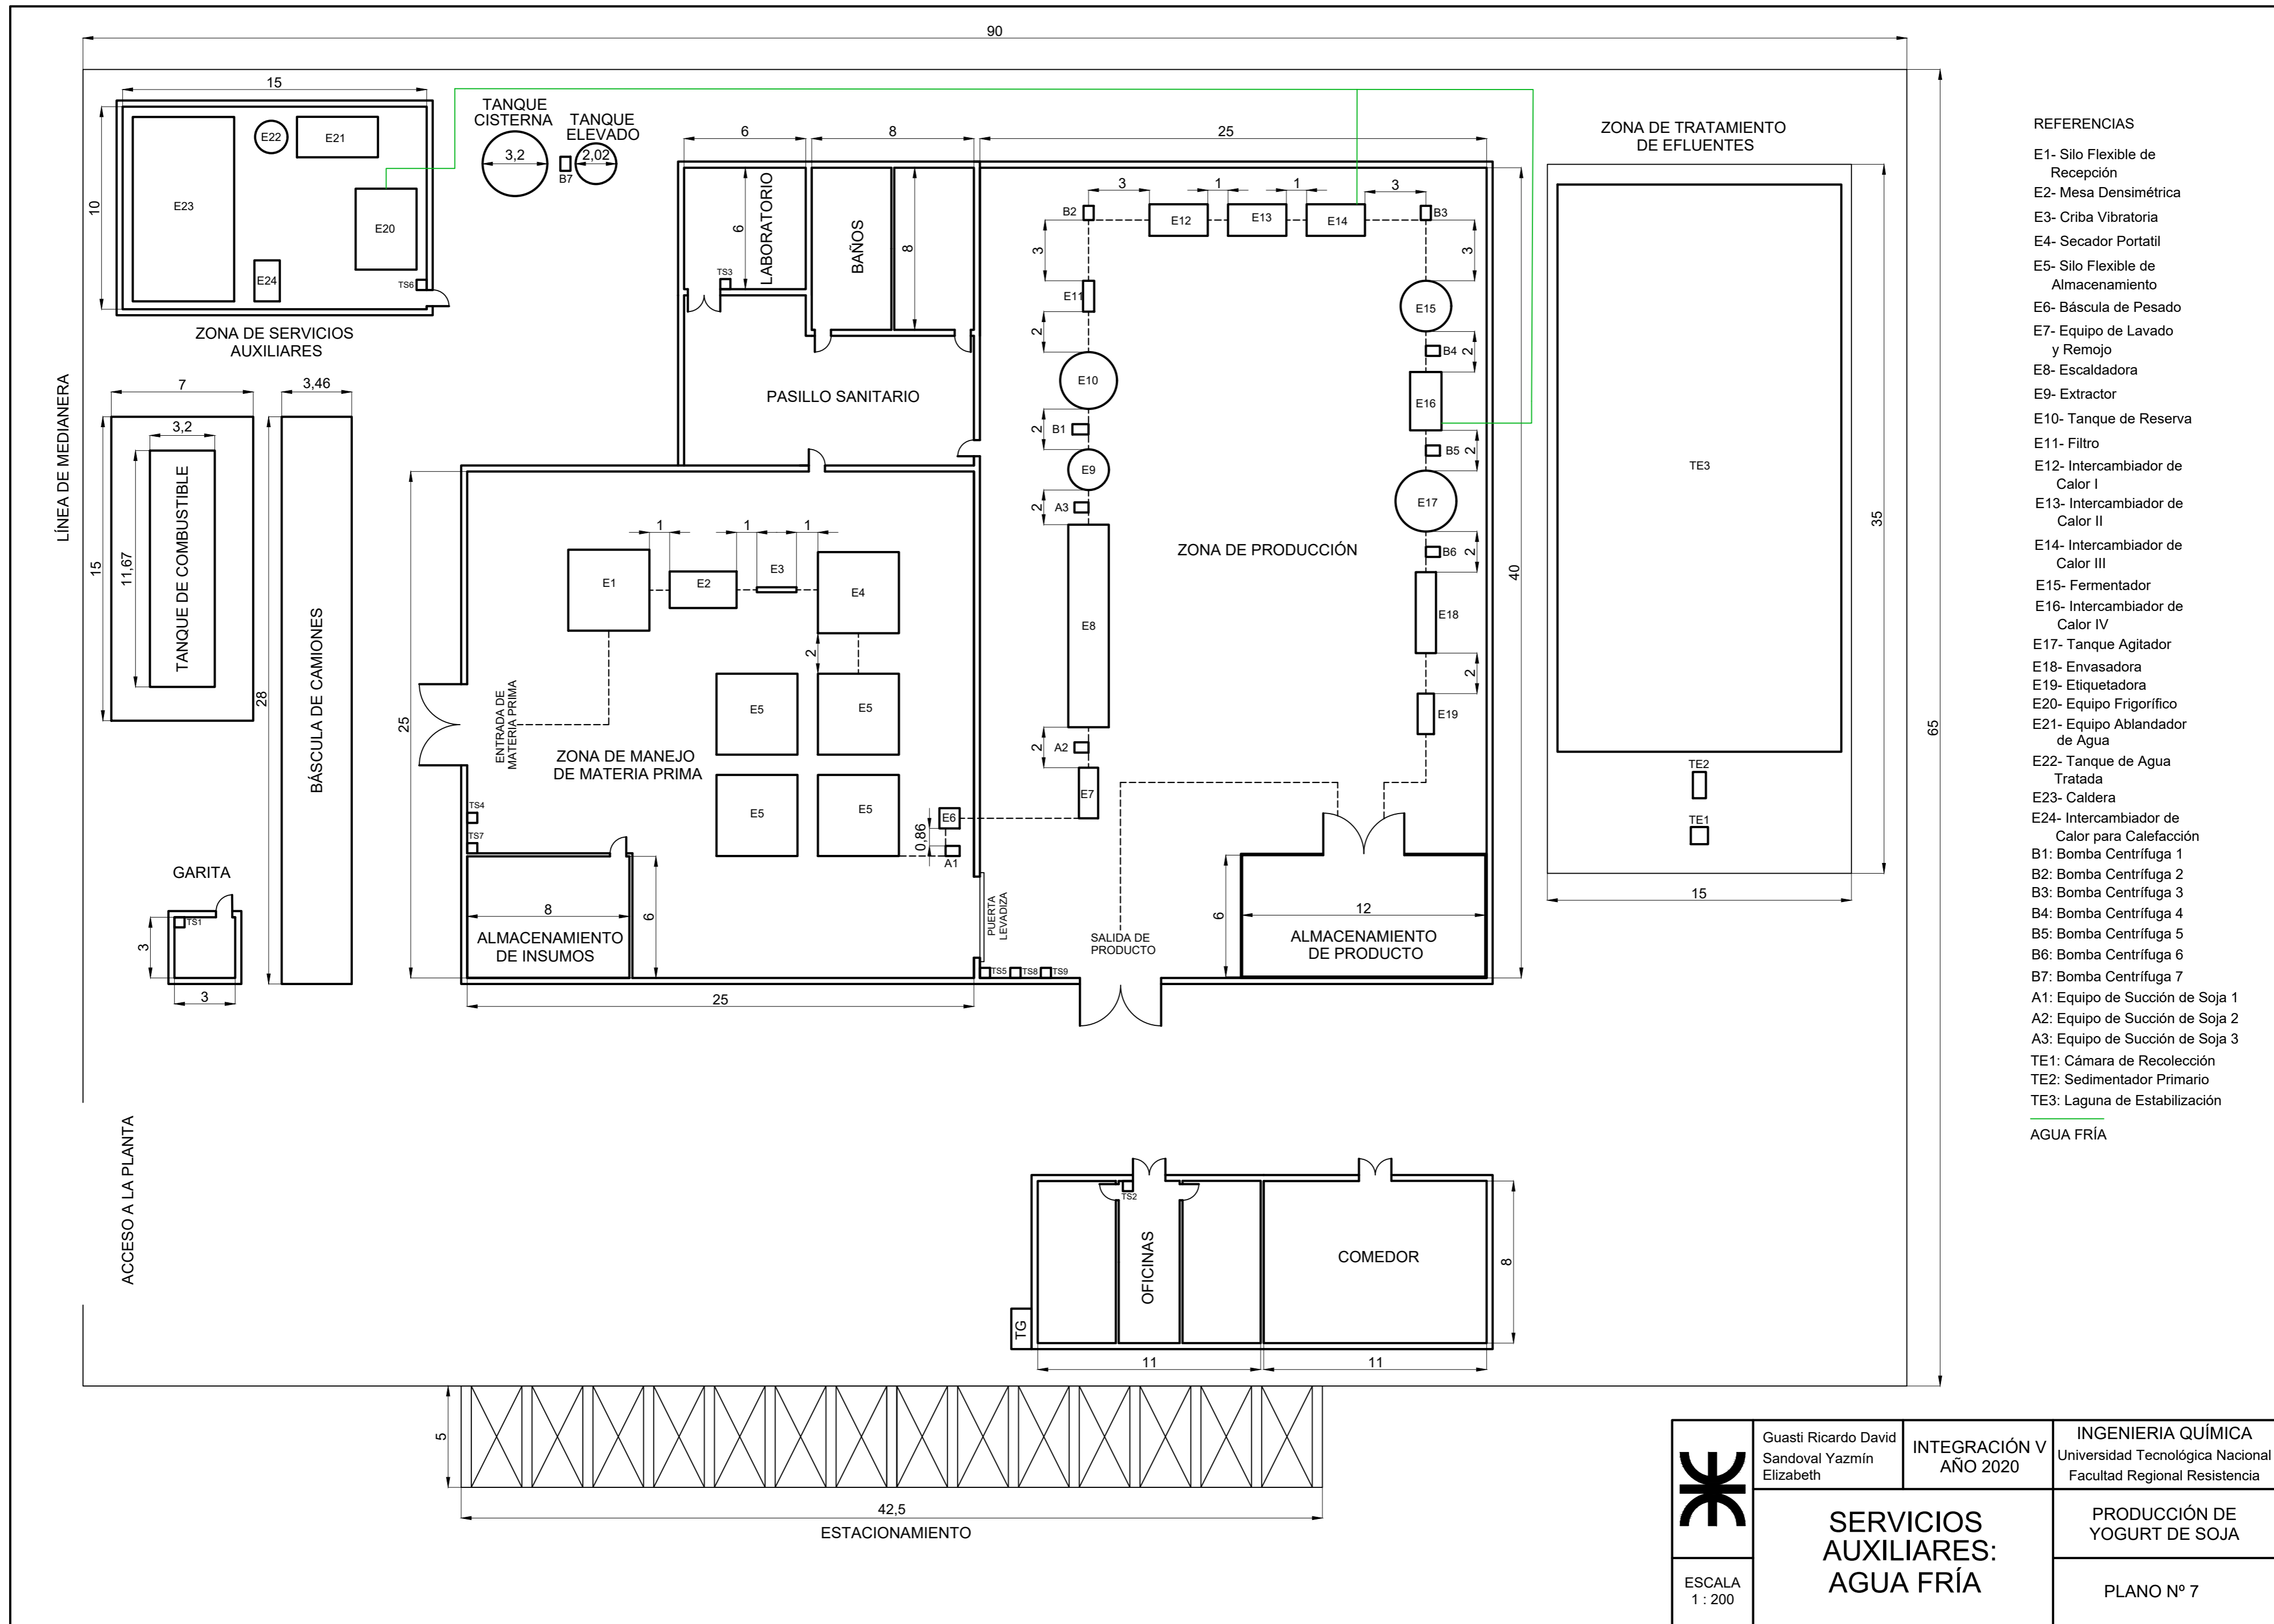 90
15
10
E22
E21
E23
E20
E24
TS6
ZONA DE SERVICIOS
AUXILIARES
TANQUE
CISTERNA
3,2
TANQUE
ELEVADO
2,02
B7
6
8
25
6
LABORATORIO
TS3
BAÑOS
8
PASILLO SANITARIO
3
1
1
3
B2
E12
E13
E14
B3
3
3
E11
E15
2
B4
2
E10
E16
2
B1
B5
2
E9
E17
2
A3
B6
2
ZONA DE PRODUCCIÓN
40
E8
E18
2
E19
2
A2
E7
ZONA DE TRATAMIENTO
DE EFLUENTES
TE3
35
TE2
TE1
15
65
LÍNEA DE MEDIANERA
7
3,2
15
11,67
TANQUE DE COMBUSTIBLE
3,46
28
BÁSCULA DE CAMIONES
GARITA
TS1
3
3
25
1
1
1
E1
E2
E3
E4
2
E5
E5
E5
E5
ENTRADA DE
MATERIA PRIMA
ZONA DE MANEJO
DE MATERIA PRIMA
TS4
TS7
E6
0,86
A1
8
6
ALMACENAMIENTO
DE INSUMOS
25
PUERTA
LEVADIZA
TS5
TS8
TS9
SALIDA DE
PRODUCTO
6
12
ALMACENAMIENTO
DE PRODUCTO
ACCESO A LA PLANTA
TS2
OFICINAS
COMEDOR
8
TG
11
11
5
42,5
ESTACIONAMIENTO
REFERENCIAS
E1- Silo Flexible de
Recepción
E2- Mesa Densimétrica
E3- Criba Vibratoria
E4- Secador Portatil
E5- Silo Flexible de
Almacenamiento
E6- Báscula de Pesado
E7- Equipo de Lavado
y Remojo
E8- Escaldadora
E9- Extractor
E10- Tanque de Reserva
E11- Filtro
E12- Intercambiador de
Calor I
E13- Intercambiador de
Calor II
E14- Intercambiador de
Calor III
E15- Fermentador
E16- Intercambiador de
Calor IV
E17- Tanque Agitador
E18- Envasadora
E19- Etiquetadora
E20- Equipo Frigorífico
E21- Equipo Ablandador
de Agua
E22- Tanque de Agua
Tratada
E23- Caldera
E24- Intercambiador de
Calor para Calefacción
B1: Bomba Centrífuga 1
B2: Bomba Centrífuga 2
B3: Bomba Centrífuga 3
B4: Bomba Centrífuga 4
B5: Bomba Centrífuga 5
B6: Bomba Centrífuga 6
B7: Bomba Centrífuga 7
A1: Equipo de Succión de Soja 1
A2: Equipo de Succión de Soja 2
A3: Equipo de Succión de Soja 3
TE1: Cámara de Recolección
TE2: Sedimentador Primario
TE3: Laguna de Estabilización
AGUA FRÍA
Guasti Ricardo David
Sandoval Yazmín
Elizabeth
INTEGRACIÓN V
AÑO 2020
INGENIERIA QUÍMICA
Universidad Tecnológica Nacional
Facultad Regional Resistencia
ESCALA
1 : 200
SERVICIOS
AUXILIARES:
AGUA FRÍA
PRODUCCIÓN DE
YOGURT DE SOJA
PLANO Nº 7